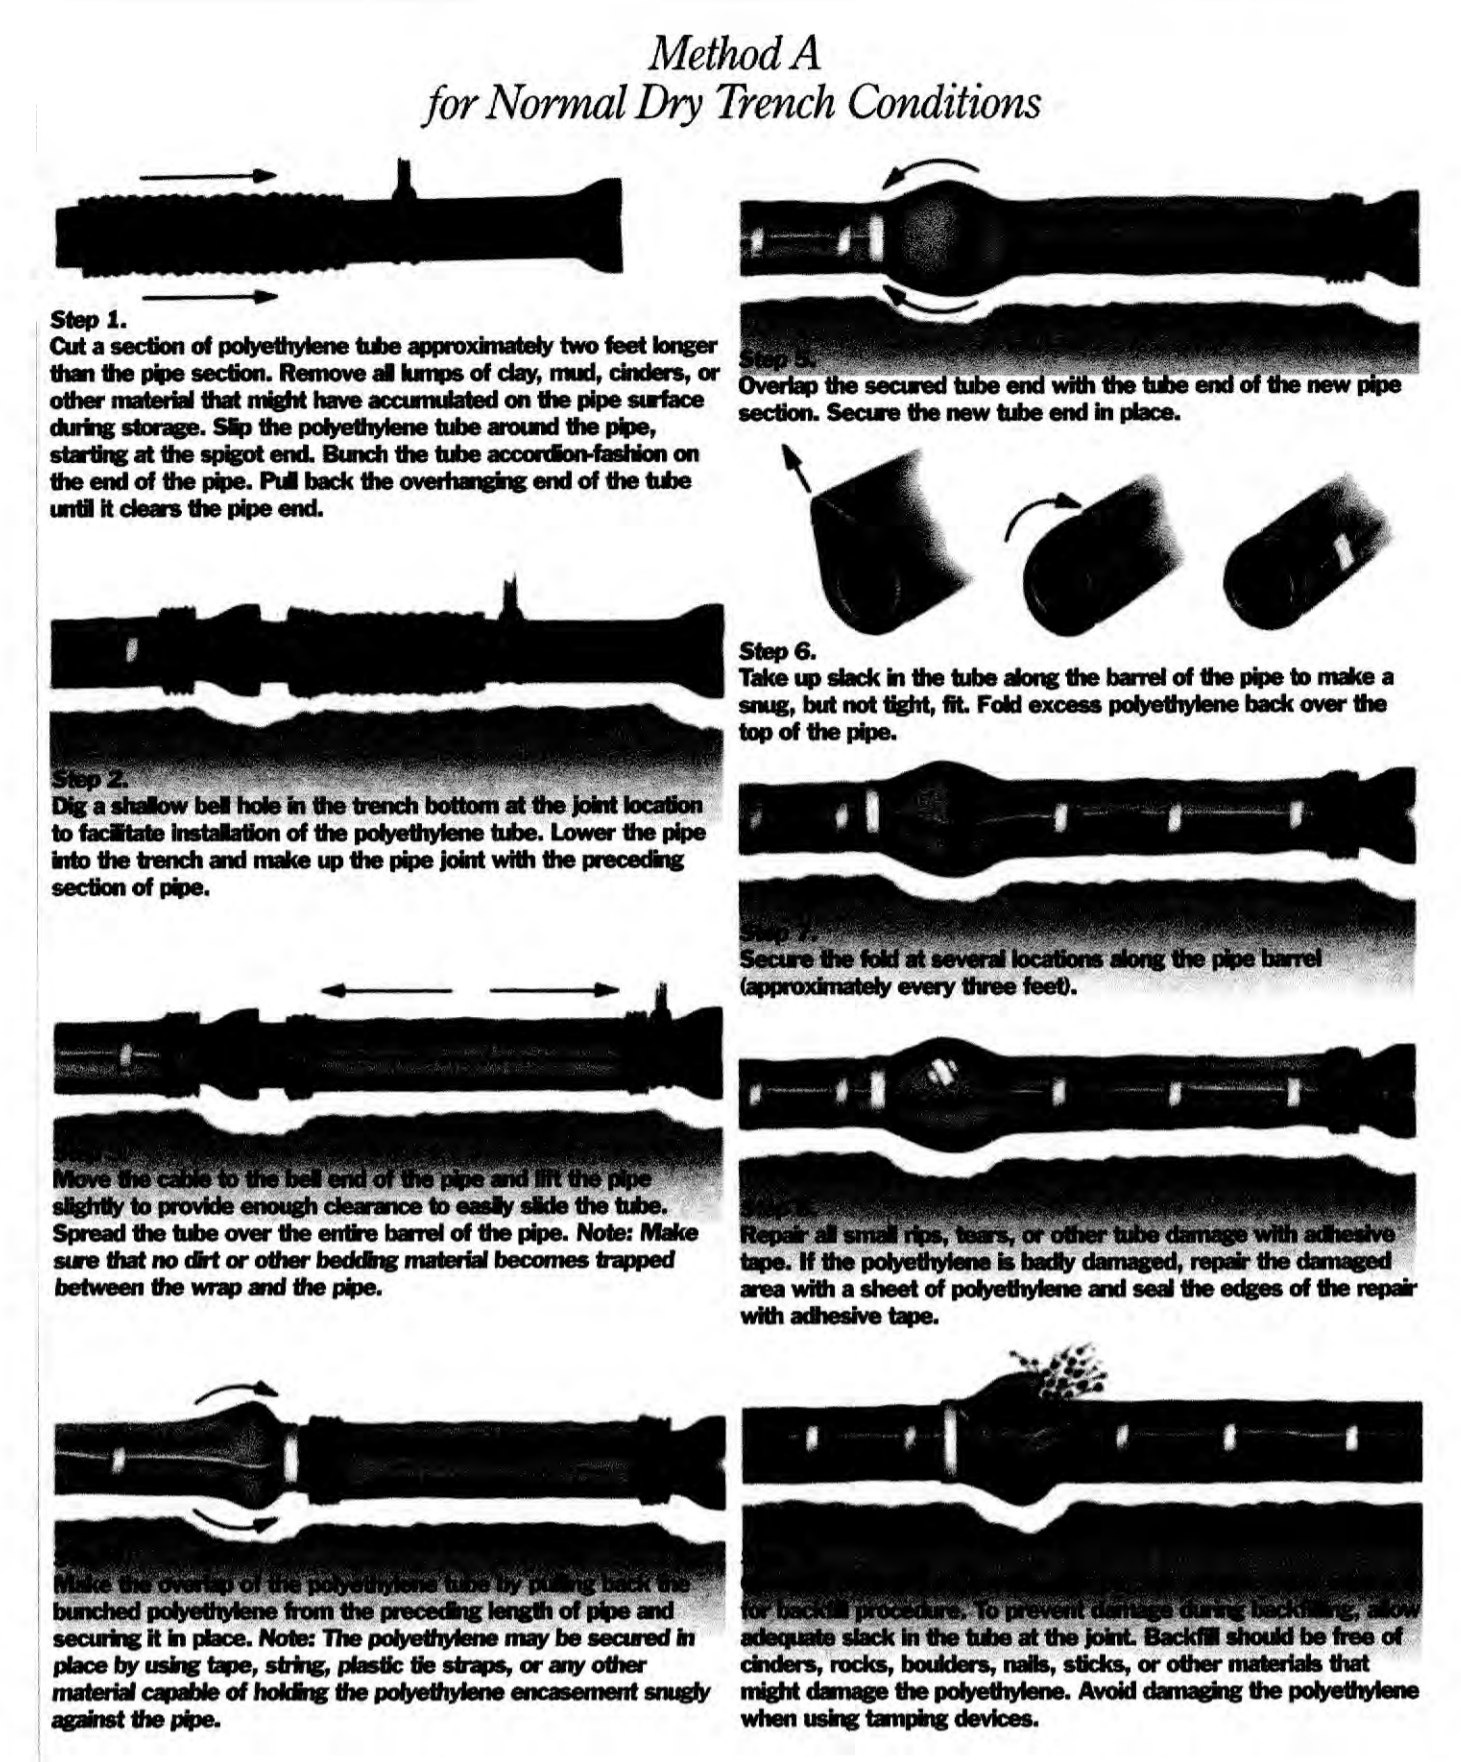 Method A
for Normal Dry Trench Conditions
Step 1.
Cut a section of polyethylene tube approximately two feet longer
than the pipe section. Remove all lumps of clay, mud, cinders, or
other material that might have accumulated on the pipe surface
during storage. Slip the polyethylene tube around the pipe,
starting at the spigot end. Bunch the tube accordion-fashion on
the end of the pipe. Pull back the overhanging end of the tube
until it clears the pipe end.
Step 2.
Dig a shallow bell hole in the trench bottom at the joint location
to facilitate installation of the polyethylene tube. Lower the pipe
into the trench and make up the pipe joint with the preceding
section of pipe.
Move the cable to the bell end of the pipe and lift the pipe
slightly to provide enough clearance to easily slide the tube.
Spread the tube over the entire barrel of the pipe. Note: Make
sure that no dirt or other bedding material becomes trapped
between the wrap and the pipe.
Make the overlap of the polyethylene tube by pulling back the
bunched polyethylene from the preceding length of pipe and
securing it in place. Note: The polyethylene may be secured in
place by using tape, string, plastic tie straps, or any other
material capable of holding the polyethylene encasement snugly
against the pipe.
Step 5.
Overlap the secured tube end with the tube end of the new pipe
section. Secure the new tube end in place.
Step 6.
Take up slack in the tube along the barrel of the pipe to make a
snug, but not tight, fit. Fold excess polyethylene back over the
top of the pipe.
Step 7.
Secure the fold at several locations along the pipe barrel
(approximately every three feet).
Step 8.
Repair all small rips, tears, or other tube damage with adhesive
tape. If the polyethylene is badly damaged, repair the damaged
area with a sheet of polyethylene and seal the edges of the repair
with adhesive tape.
for backfill procedure. To prevent damage during backfilling, allow
adequate slack in the tube at the joint. Backfill should be free of
cinders, rocks, boulders, nails, sticks, or other materials that
might damage the polyethylene. Avoid damaging the polyethylene
when using tamping devices.